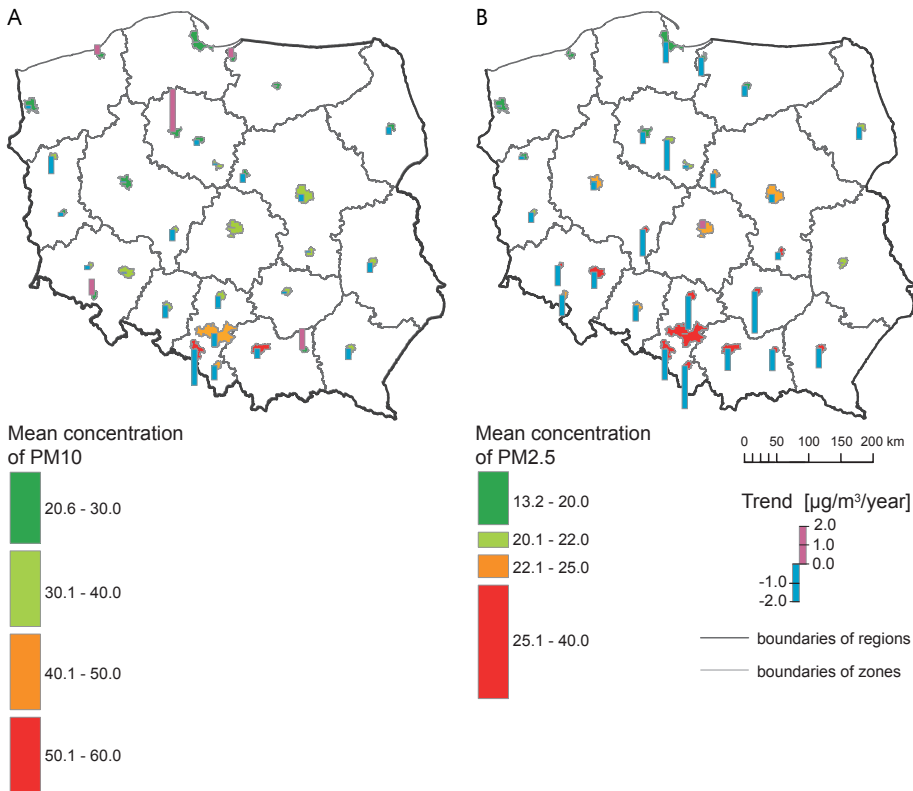 A
B
Mean concentration
of PM10
20.6 - 30.0
30.1 - 40.0
40.1 - 50.0
50.1 - 60.0
Mean concentration
of PM2.5
13.2 - 20.0
20.1 - 22.0
22.1 - 25.0
25.1 - 40.0
0 50 100 150 200 km
Trend [µg/m³/year]
2.0
1.0
0.0
-1.0
-2.0
boundaries of regions
boundaries of zones